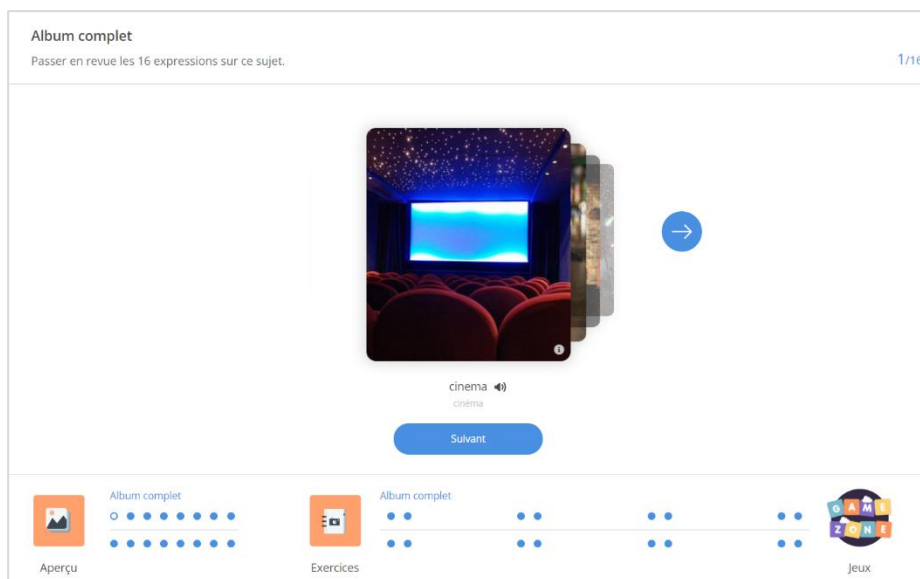 Album complet
Passer en revue les 16 expressions sur ce sujet.
1/16
cinema
cinéma
Suivant
Album complet
Album complet
GAME
ZONE
Aperçu
Exercices
Jeux